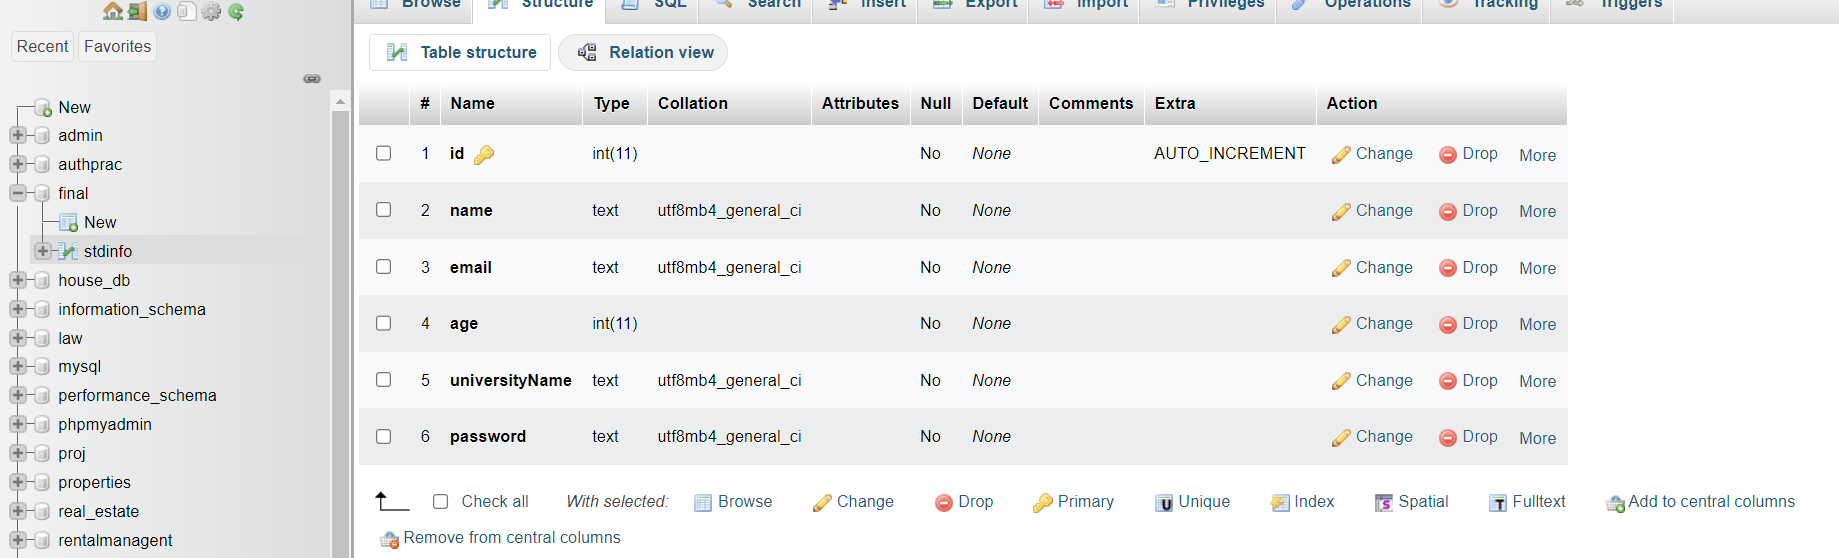 Browse Structure SQL Search Insert Export Import Privileges Operations Tracking Triggers
Recent Favorites
Table structure Relation view
New
admin
authprac
final
New
stdinfo
house_db
information_schema
law
mysql
performance_schema
phpmyadmin
proj
properties
real_estate
rentalmanagent
# Name Type Collation Attributes Null Default Comments Extra Action
1 id int(11) No None AUTO_INCREMENT Change Drop More
2 name text utf8mb4_general_ci No None Change Drop More
3 email text utf8mb4_general_ci No None Change Drop More
4 age int(11) No None Change Drop More
5 universityName text utf8mb4_general_ci No None Change Drop More
6 password text utf8mb4_general_ci No None Change Drop More
Check all With selected: Browse Change Drop Primary Unique Index Spatial Fulltext Add to central columns
Remove from central columns